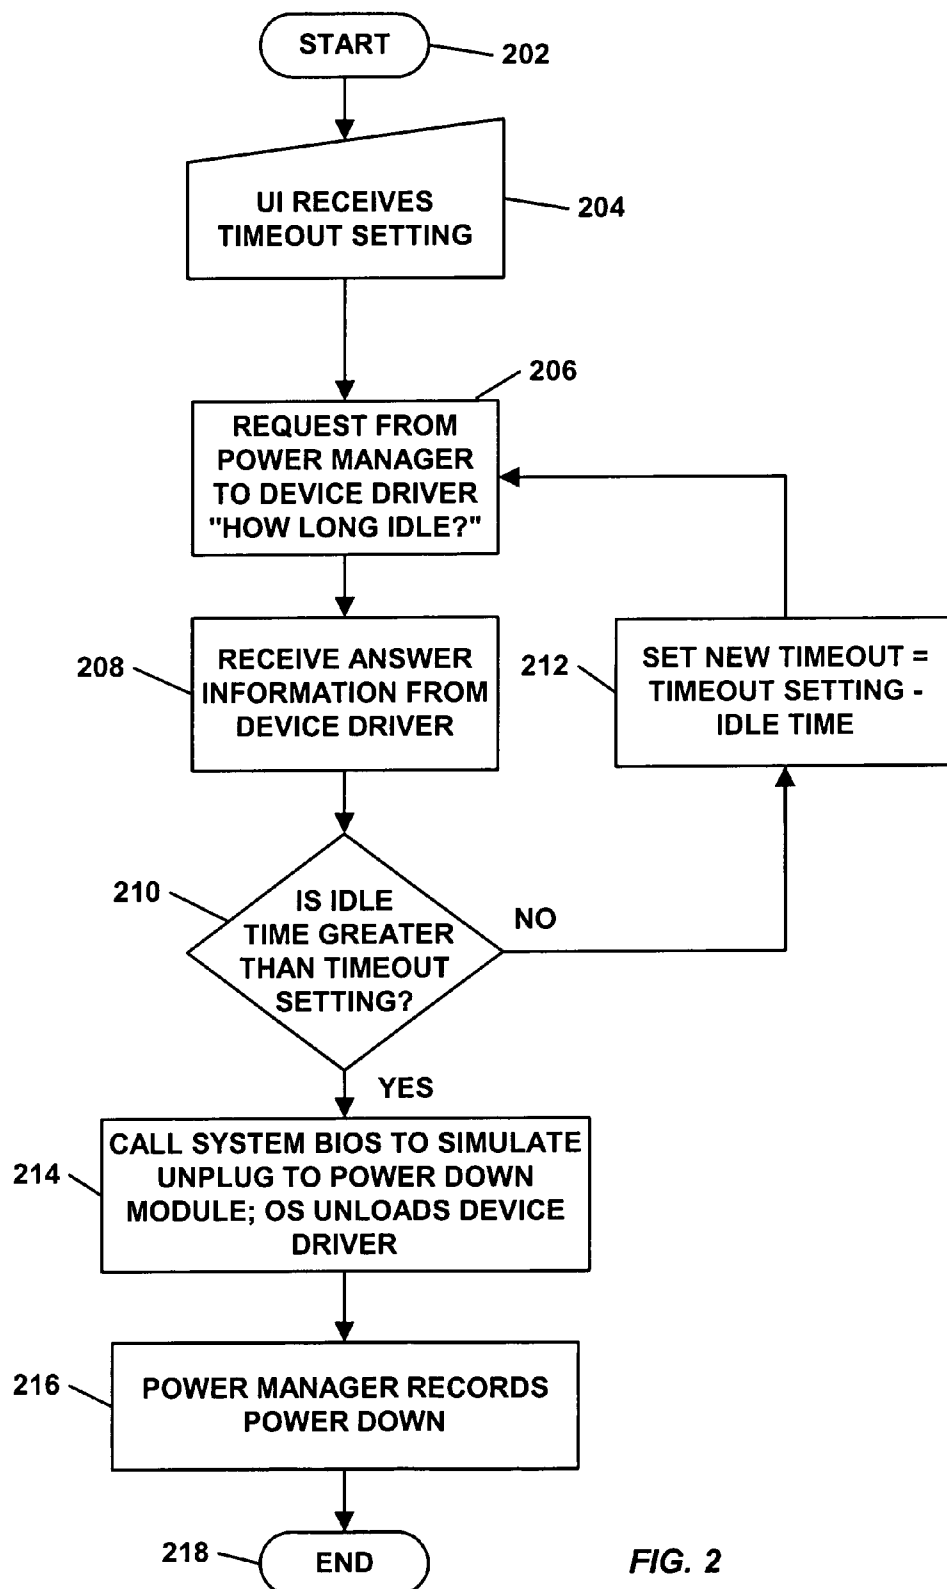 START
202
UI RECEIVES
TIMEOUT SETTING
204
206
REQUEST FROM
POWER MANAGER
TO DEVICE DRIVER
"HOW LONG IDLE?"
208
RECEIVE ANSWER
INFORMATION FROM
DEVICE DRIVER
212
SET NEW TIMEOUT =
TIMEOUT SETTING -
IDLE TIME
210
IS IDLE
TIME GREATER
THAN TIMEOUT
SETTING?
NO
YES
214
CALL SYSTEM BIOS TO SIMULATE
UNPLUG TO POWER DOWN
MODULE; OS UNLOADS DEVICE
DRIVER
216
POWER MANAGER RECORDS
POWER DOWN
218
END
FIG. 2